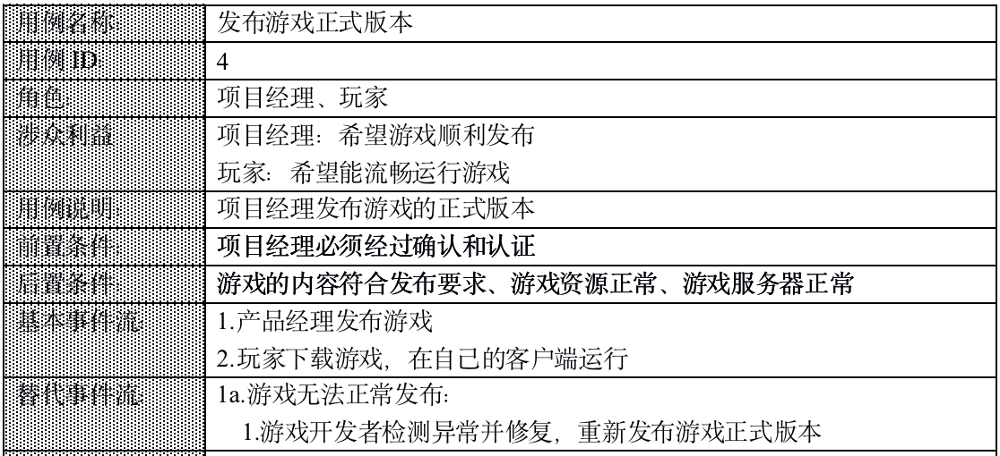 用例名称: 发布游戏正式版本
用例 ID: 4
角色: 项目经理、玩家
涉众利益 项目经理：希望游戏顺利发布
玩家：希望能流畅运行游戏
用例说明: 项目经理发布游戏的正式版本
前置条件: 项目经理必须经过确认和认证
后置条件: 游戏的内容符合发布要求、游戏资源正常、游戏服务器正常
基本事件流: 1.产品经理发布游戏
2.玩家下载游戏，在自己的客户端运行
替代事件流: 1a.游戏无法正常发布：
1.游戏开发者检测异常并修复，重新发布游戏正式版本